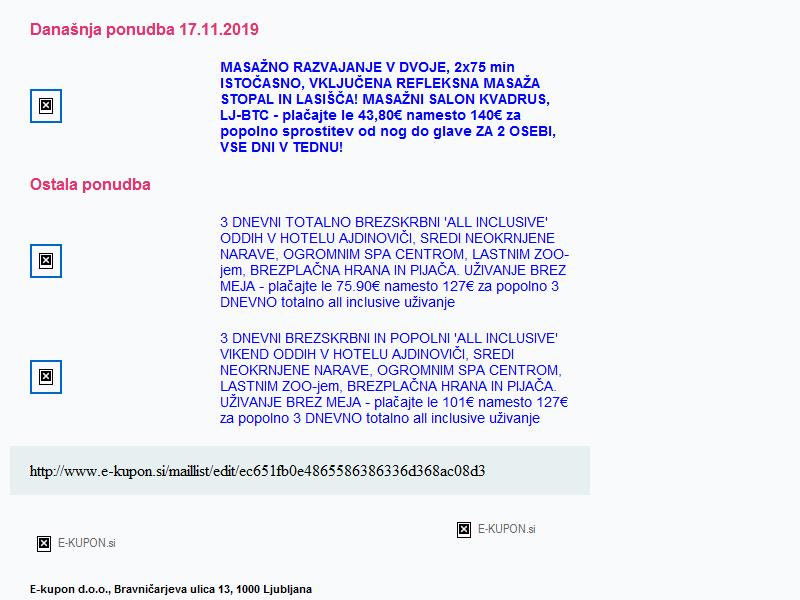 Današnja ponudba 17.11.2019
MASAŽNO RAZVAJANJE V DVOJE, 2x75 min
ISTOČASNO, VKLJUČENA REFLEKSNA MASAŽA
STOPAL IN LASIŠČA! MASAŽNI SALON KVADRUS,
LJ-BTC - plačajte le 43,80€ namesto 140€ za
popolno sprostitev od nog do glave ZA 2 OSEBI,
VSE DNI V TEDNU!
Ostala ponudba
3 DNEVNI TOTALNO BREZSKRBNI 'ALL INCLUSIVE'
ODDIH V HOTELU AJDINOVIČI, SREDI NEOKRNJENE
NARAVE, OGROMNIM SPA CENTROM, LASTNIM ZOO-
jem, BREZPLAČNA HRANA IN PIJAČA. UŽIVANJE BREZ
MEJA - plačajte le 75.90€ namesto 127€ za popolno 3
DNEVNO totalno all inclusive uživanje
3 DNEVNI BREZSKRBNI IN POPOLNI 'ALL INCLUSIVE'
VIKEND ODDIH V HOTELU AJDINOVIČI, SREDI
NEOKRNJENE NARAVE, OGROMNIM SPA CENTROM,
LASTNIM ZOO-jem, BREZPLAČNA HRANA IN PIJAČA.
UŽIVANJE BREZ MEJA - plačajte le 101€ namesto 127€
za popolno 3 DNEVNO totalno all inclusive uživanje
http://www.e-kupon.si/maillist/edit/ec651fb0e4865586386336d368ac08d3
E-KUPON.si
E-KUPON.si
E-kupon d.o.o., Bravničarjeva ulica 13, 1000 Ljubljana